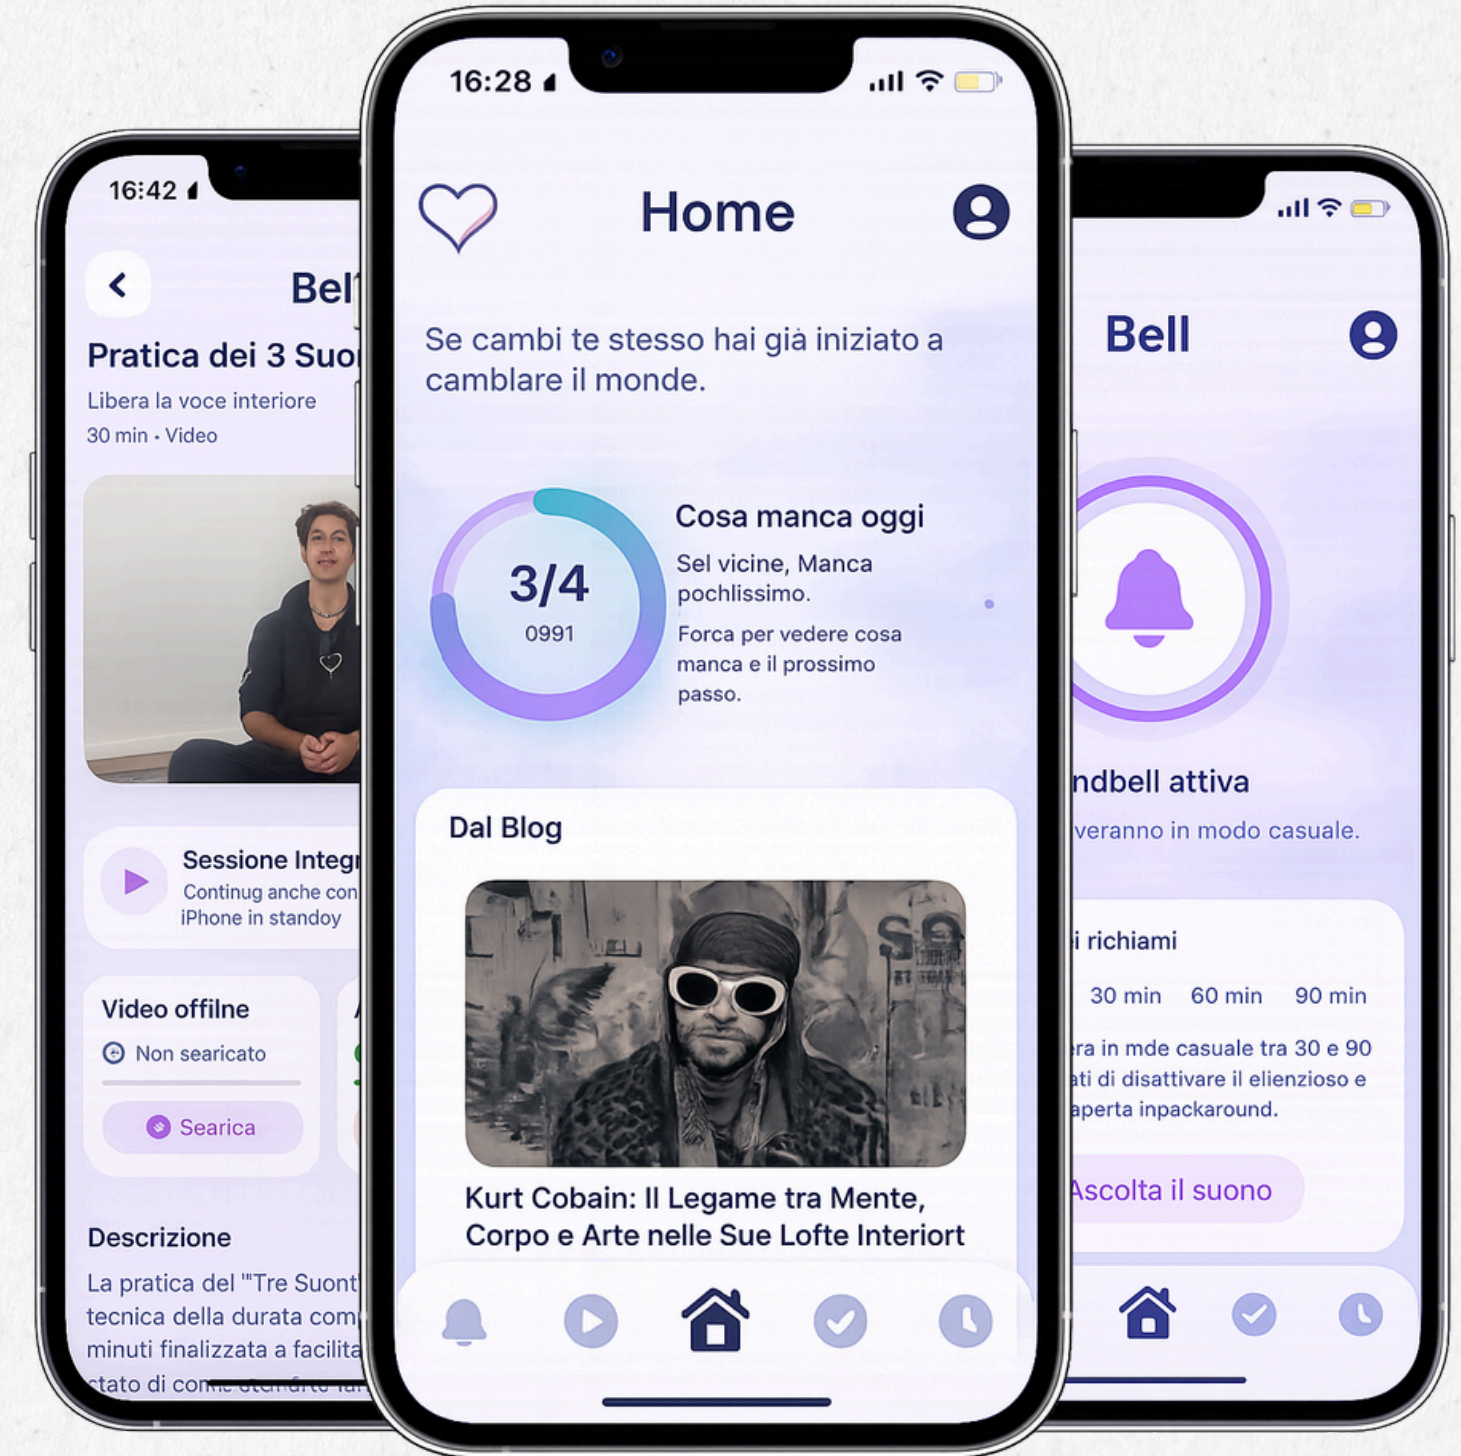 16:42
Bel
Pratica dei 3 Suor
Libera la voce interiore
30 min • Video
Sessione Integr
Continug anche con
iPhone in standoy
Video offilne
Non searicato
Searica
Descrizione
La pratica del "'Tre Suont'
tecnica della durata com
minuti finalizzata a facilita
stato di com
16:28
Home
Se cambi te stesso hai già iniziato a
camblare il monde.
3/4
0991
Cosa manca oggi
Sel vicine, Manca
pochlissimo.
Forca per vedere cosa
manca e il prossimo
passo.
Dal Blog
SO
Kurt Cobain: Il Legame tra Mente,
Corpo e Arte nelle Sue Lofte Interiort
Bell
ndbell attiva
veranno in modo casuale.
i richiami
30 min 60 min 90 min
era in mde casuale tra 30 e 90
ati di disattivare il elienzioso e
aperta inpackaround.
Ascolta il suono